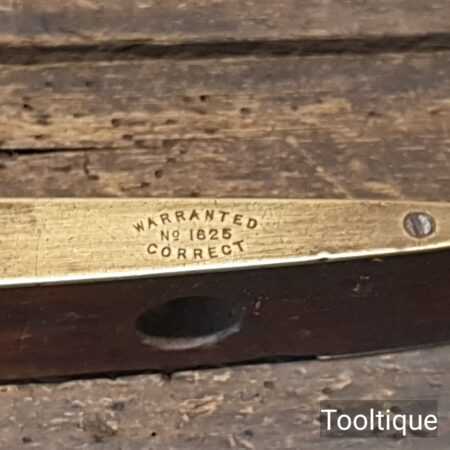 WARRANTED
No 1625
CORRECT
Tooltique